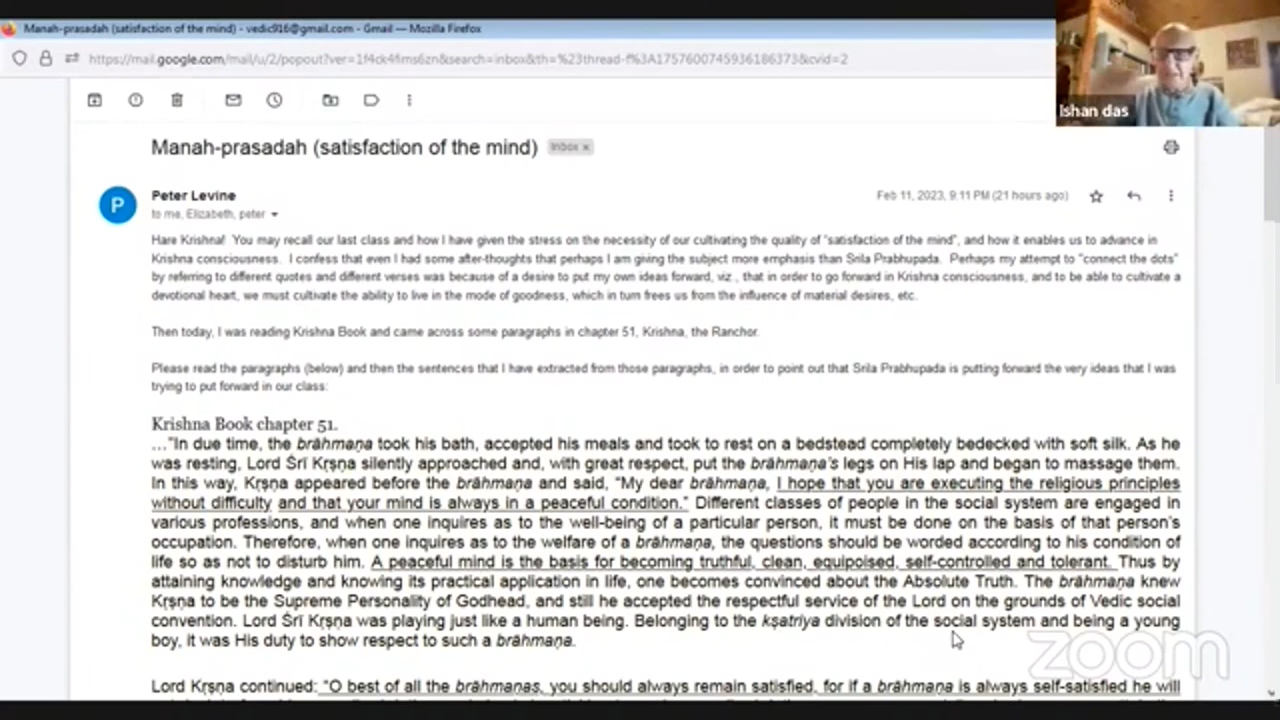 Manah-prasadah (satisfaction of the mind) - vedic916@gmail.com - Gmail — Mozilla Firefox
https://mail.google.com/mail/u/2/popout?ver=1f4ck4flms6zn&search=inbox&th=%23thread-f%3A1757600745936186373&cvid=2
ishan das
Manah-prasadah (satisfaction of the mind) Inbox x
P
Peter Levine
Feb 11, 2023, 9:11 PM (21 hours ago)
to me, Elizabeth, peter
Hare Krishna! You may recall our last class and how I have given the stress on the necessity of our cultivating the quality of "satisfaction of the mind", and how it enables us to advance in
Krishna consciousness. I confess that even I had some after-thoughts that perhaps I am giving the subject more emphasis than Srila Prabhupada. Perhaps my attempt to "connect the dots"
by referring to different quotes and different verses was because of a desire to put my own ideas forward, viz., that in order to go forward in Krishna consciousness, and to be able to cultivate a
devotional heart, we must cultivate the ability to live in the mode of goodness, which in turn frees us from the influence of material desires, etc.
Then today, I was reading Krishna Book and came across some paragraphs in chapter 51, Krishna, the Ranchor.
Please read the paragraphs (below) and then the sentences that I have extracted from those paragraphs, in order to point out that Srila Prabhupada is putting forward the very ideas that I was
trying to put forward in our class:
Krishna Book chapter 51.
…"In due time, the brāhmaṇa took his bath, accepted his meals and took to rest on a bedstead completely bedecked with soft silk. As he
was resting, Lord Śrī Kṛṣṇa silently approached and, with great respect, put the brāhmaṇa's legs on His lap and began to massage them.
In this way, Kṛṣṇa appeared before the brāhmaṇa and said, "My dear brāhmaṇa, I hope that you are executing the religious principles
without difficulty and that your mind is always in a peaceful condition." Different classes of people in the social system are engaged in
various professions, and when one inquires as to the well-being of a particular person, it must be done on the basis of that person's
occupation. Therefore, when one inquires as to the welfare of a brāhmaṇa, the questions should be worded according to his condition of
life so as not to disturb him. A peaceful mind is the basis for becoming truthful, clean, equipoised, self-controlled and tolerant. Thus by
attaining knowledge and knowing its practical application in life, one becomes convinced about the Absolute Truth. The brāhmaṇa knew
Kṛṣṇa to be the Supreme Personality of Godhead, and still he accepted the respectful service of the Lord on the grounds of Vedic social
convention. Lord Śrī Kṛṣṇa was playing just like a human being. Belonging to the kṣatriya division of the social system and being a young
boy, it was His duty to show respect to such a brāhmaṇa.
Lord Kṛṣṇa continued: "O best of all the brāhmaṇas, you should always remain satisfied, for if a brāhmaṇa is always self-satisfied he will
zoom